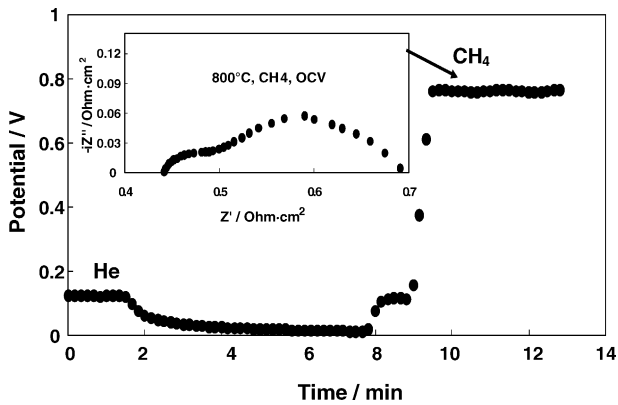 1
0.8
0.6
0.4
0.2
0
Potential / V
0 2 4 6 8 10 12 14
Time / min
He
CH₄
0.12
0.09
0.06
0.03
0
-iZ'' / Ohm·cm²
800°C, CH4, OCV
0.4 0.5 0.6 0.7
Z' / Ohm·cm²